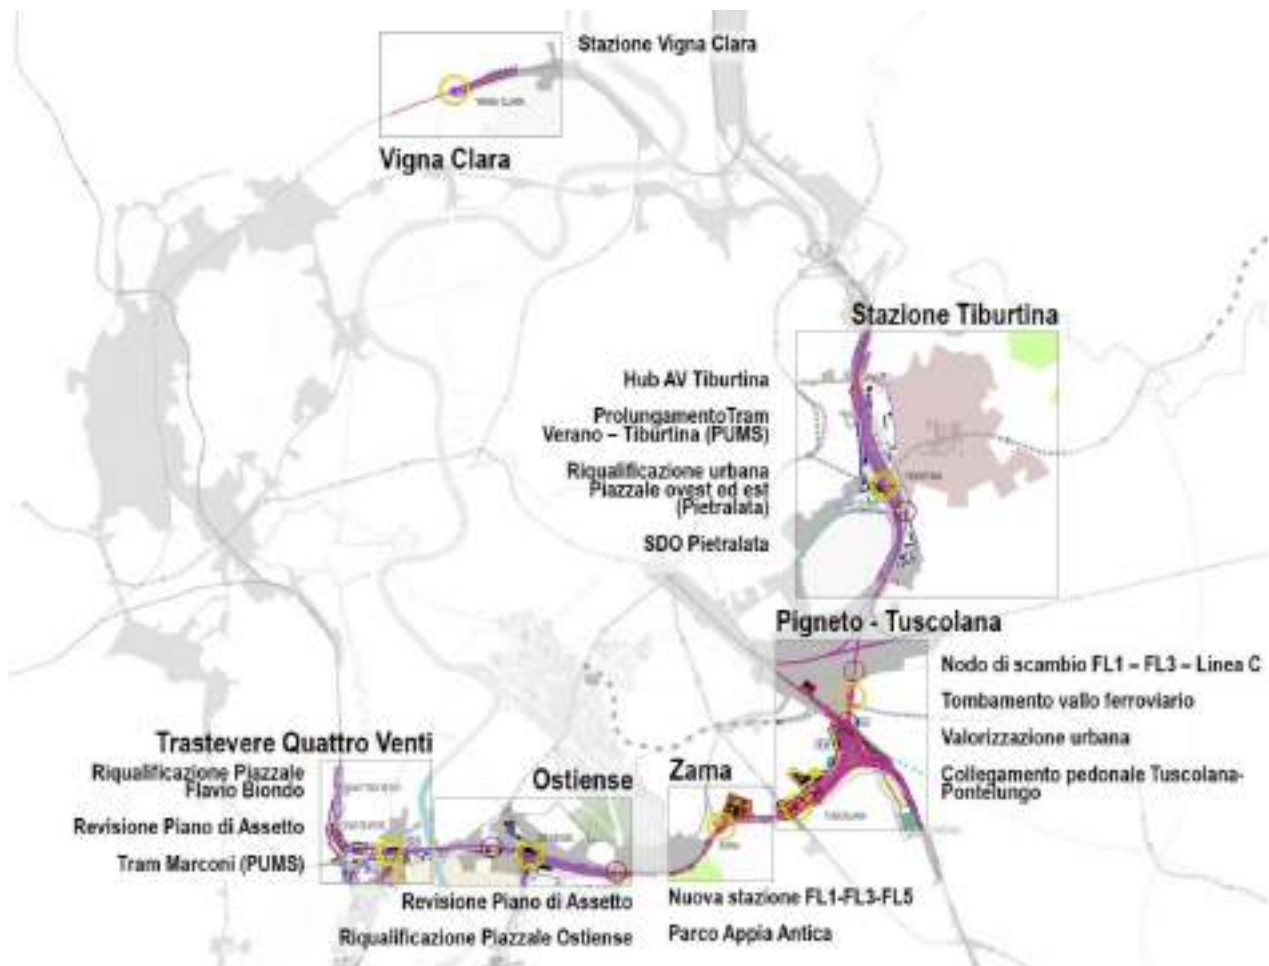 Stazione Vigna Clara
Vigna Clara
Stazione Tiburtina
Hub AV Tiburtina
ProlungamentoTram
Verano – Tiburtina (PUMS)
Riqualificazione urbana
Piazzale ovest ed est
(Pietralata)
SDO Pietralata
Pigneto - Tuscolana
Nodo di scambio FL1 – FL3 – Linea C
Tombamento vallo ferroviario
Valorizzazione urbana
Collegamento pedonale Tuscolana-
Pontelungo
Trastevere Quattro Venti
Riqualificazione Piazzale
Flavio Biondo
Revisione Piano di Assetto
Tram Marconi (PUMS)
Ostiense
Revisione Piano di Assetto
Riqualificazione Piazzale Ostiense
Zama
Nuova stazione FL1-FL3-FL5
Parco Appia Antica